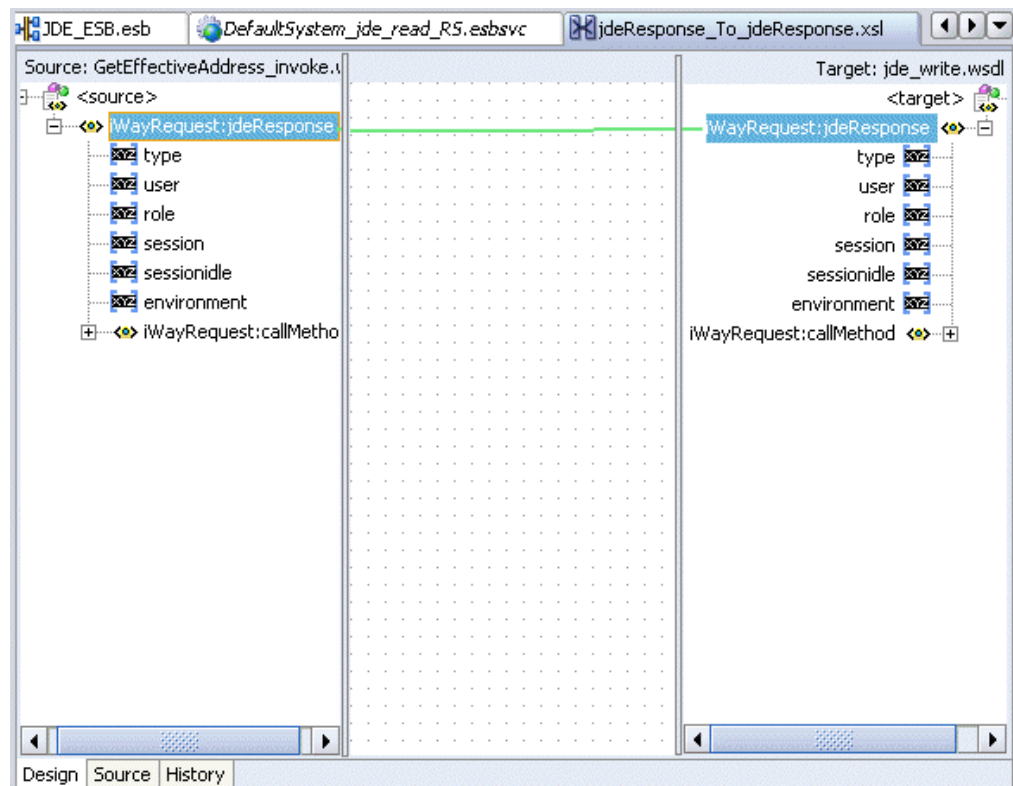 JDE_ESB.esb DefaultSystem_jde_read_RS.esbsvc jdeResponse_To_jdeResponse.xsl
Source: GetEffectiveAddress_invoke. Target: jde_write.wsdl
<source> <target>
iWayRequest:jdeResponse iWayRequest:jdeResponse
type type
user user
role role
session session
sessionidle sessionidle
environment environment
iWayRequest:callMetho iWayRequest:callMethod
Design Source History